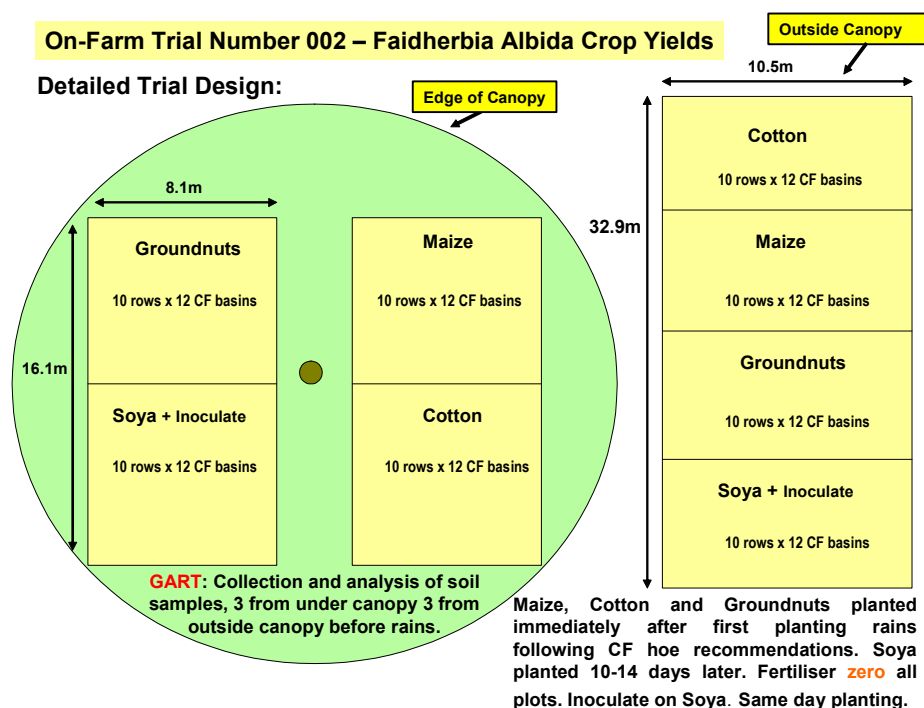 On-Farm Trial Number 002 – Faidherbia Albida Crop Yields
Detailed Trial Design:
Edge of Canopy
8.1m
16.1m
Groundnuts
10 rows x 12 CF basins
Maize
10 rows x 12 CF basins
Soya + Inoculate
10 rows x 12 CF basins
Cotton
10 rows x 12 CF basins
GART: Collection and analysis of soil
samples, 3 from under canopy 3 from
outside canopy before rains.
Outside Canopy
10.5m
32.9m
Cotton
10 rows x 12 CF basins
Maize
10 rows x 12 CF basins
Groundnuts
10 rows x 12 CF basins
Soya + Inoculate
10 rows x 12 CF basins
Maize, Cotton and Groundnuts planted
immediately after first planting rains
following CF hoe recommendations. Soya
planted 10-14 days later. Fertiliser zero all
plots. Inoculate on Soya. Same day planting.